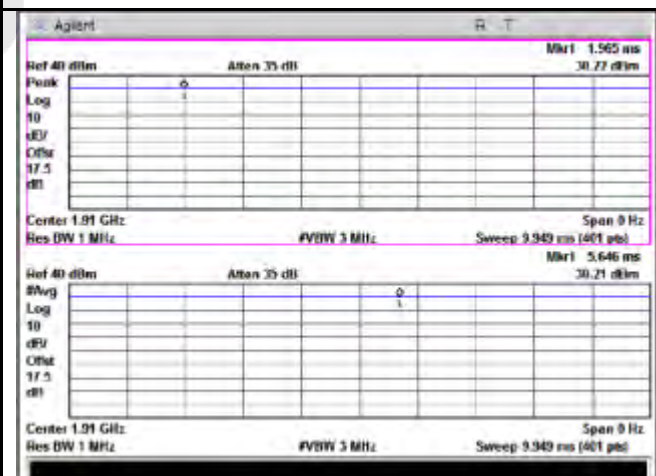 Agilent R T
Mkr1 1.965 ms
Ref 40 dBm Atten 35 dB 30.77 dBm
Peak
Log
10
dB/
Offst
17.5
dB
1
Center 1.91 GHz Span 0 Hz
Res BW 1 MHz #VBW 3 MHz Sweep 9.949 ms (401 pts)
Mkr1 5.646 ms
Ref 40 dBm Atten 35 dB 30.21 dBm
#Avg
Log
10
dB/
Offst
17.5
dB
1
Center 1.91 GHz Span 0 Hz
Res BW 1 MHz #VBW 3 MHz Sweep 9.949 ms (401 pts)